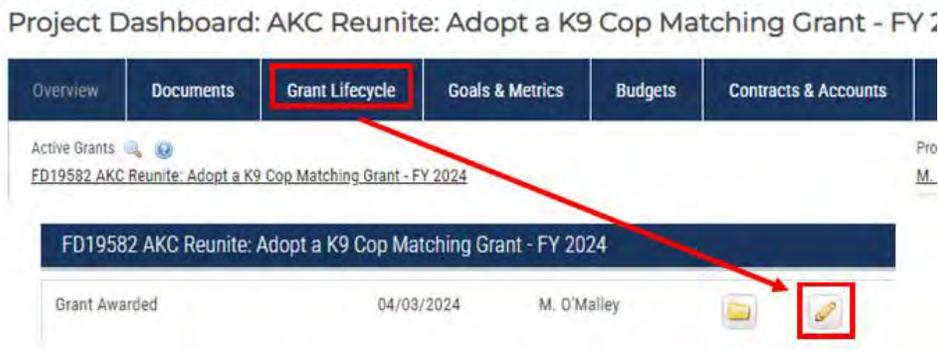 Project Dashboard: AKC Reunite: Adopt a K9 Cop Matching Grant - FY
Overview Documents Grant Lifecycle Goals & Metrics Budgets Contracts & Accounts
Active Grants Pro
FD19582 AKC Reunite: Adopt a K9 Cop Matching Grant - FY 2024 M.
FD19582 AKC Reunite: Adopt a K9 Cop Matching Grant - FY 2024
Grant Awarded 04/03/2024 M. O'Malley